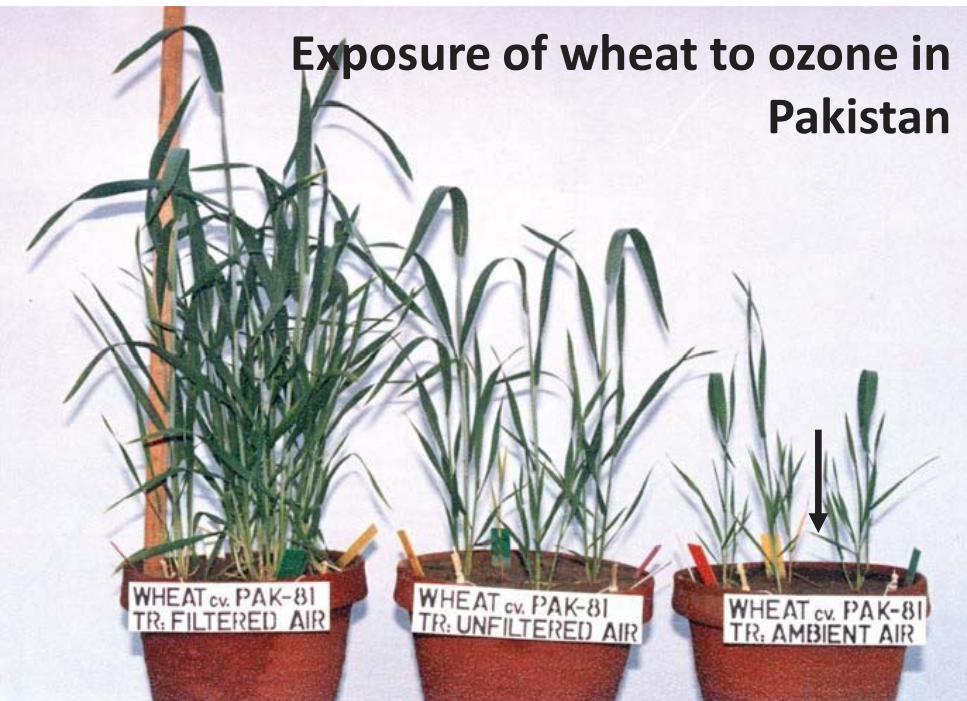 Exposure of wheat to ozone in
Pakistan
WHEAT cv. PAK-81
TR: FILTERED AIR
WHEAT cv. PAK-81
TR: UNFILTERED AIR
WHEAT cv. PAK-81
TR: AMBIENT AIR